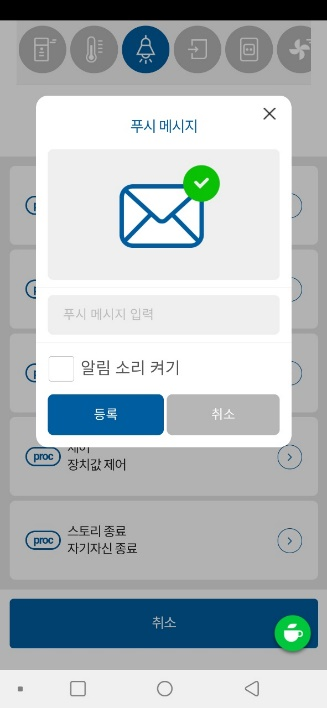 푸시 메시지
푸시 메시지 입력
알림 소리 켜기
등록
취소
proc
장치값 제어
proc
스토리 종료
자기자신 종료
취소